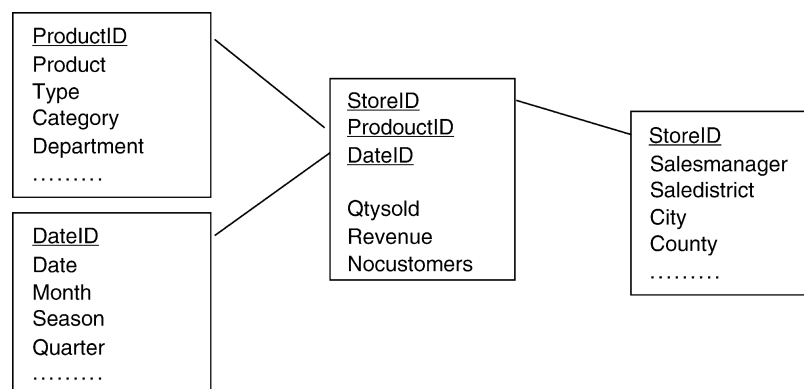 ProductID
Product
Type
Category
Department
.........
DateID
Date
Month
Season
Quarter
.........
StoreID
ProdouctID
DateID
Qtysold
Revenue
Nocustomers
StoreID
Salesmanager
Saledistrict
City
County
.........